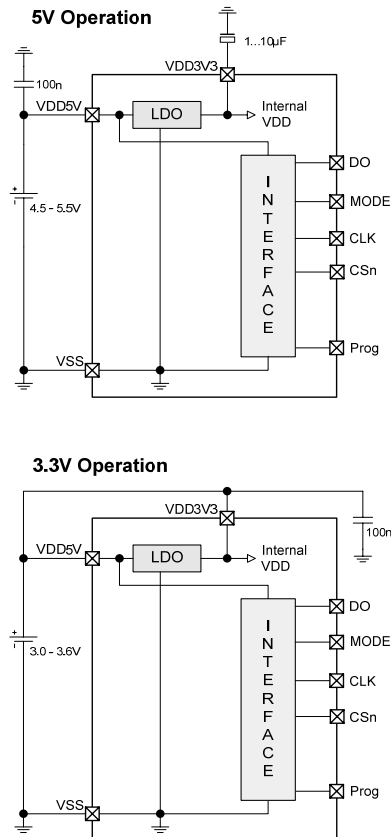 5V Operation
1...10µF
VDD3V3
100n
VDD5V
LDO
Internal
VDD
4.5 - 5.5V
INTERFACE
DO
MODE
CLK
CSn
Prog
VSS
3.3V Operation
VDD3V3
100n
VDD5V
LDO
Internal
VDD
3.0 - 3.6V
INTERFACE
DO
MODE
CLK
CSn
Prog
VSS